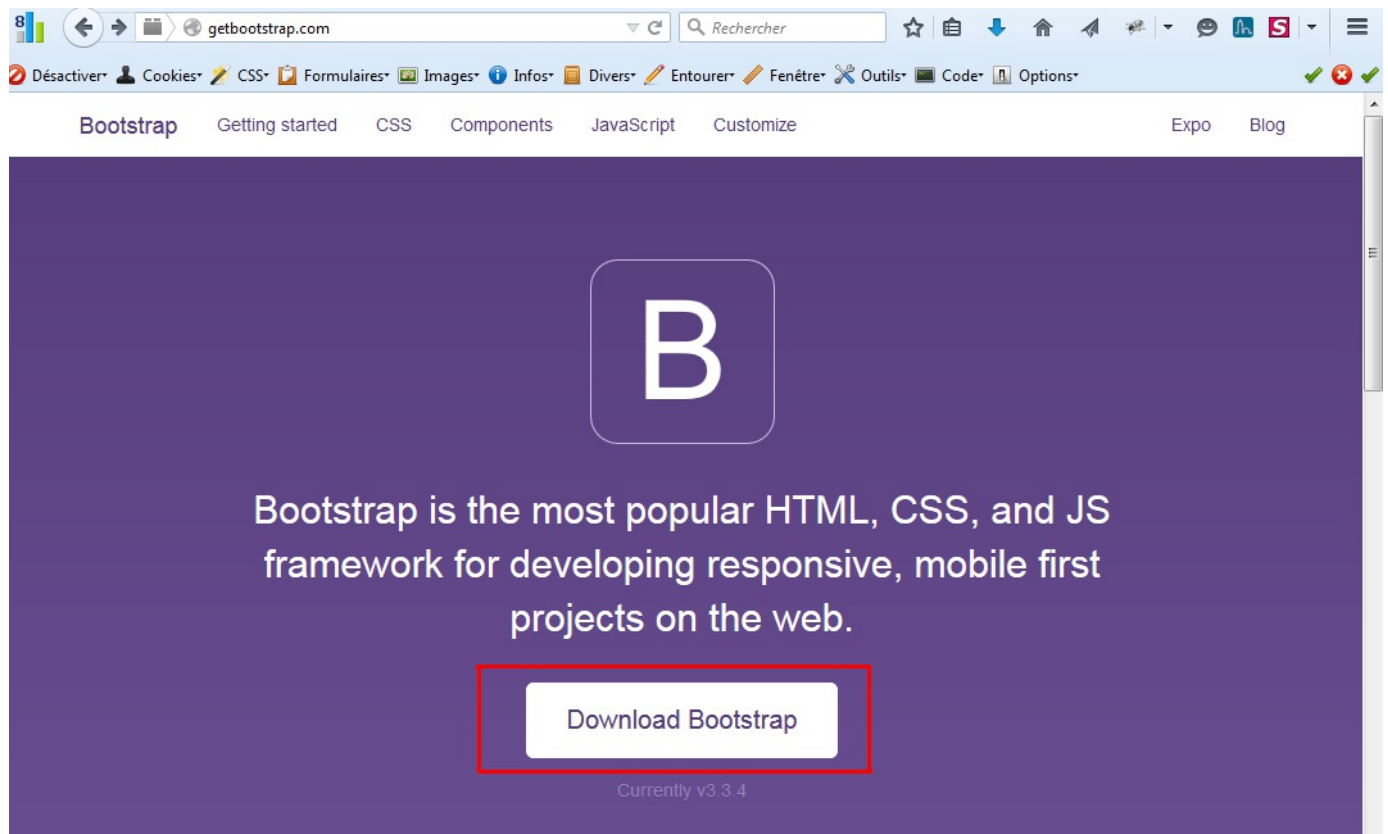 8
getbootstrap.com
Rechercher
S
Désactiver Cookies CSS Formulaires Images Infos Divers Entourer Fenêtre Outils Code Options
Bootstrap Getting started CSS Components JavaScript Customize Expo Blog
B
Bootstrap is the most popular HTML, CSS, and JS
framework for developing responsive, mobile first
projects on the web.
Download Bootstrap
Currently v3.3.4